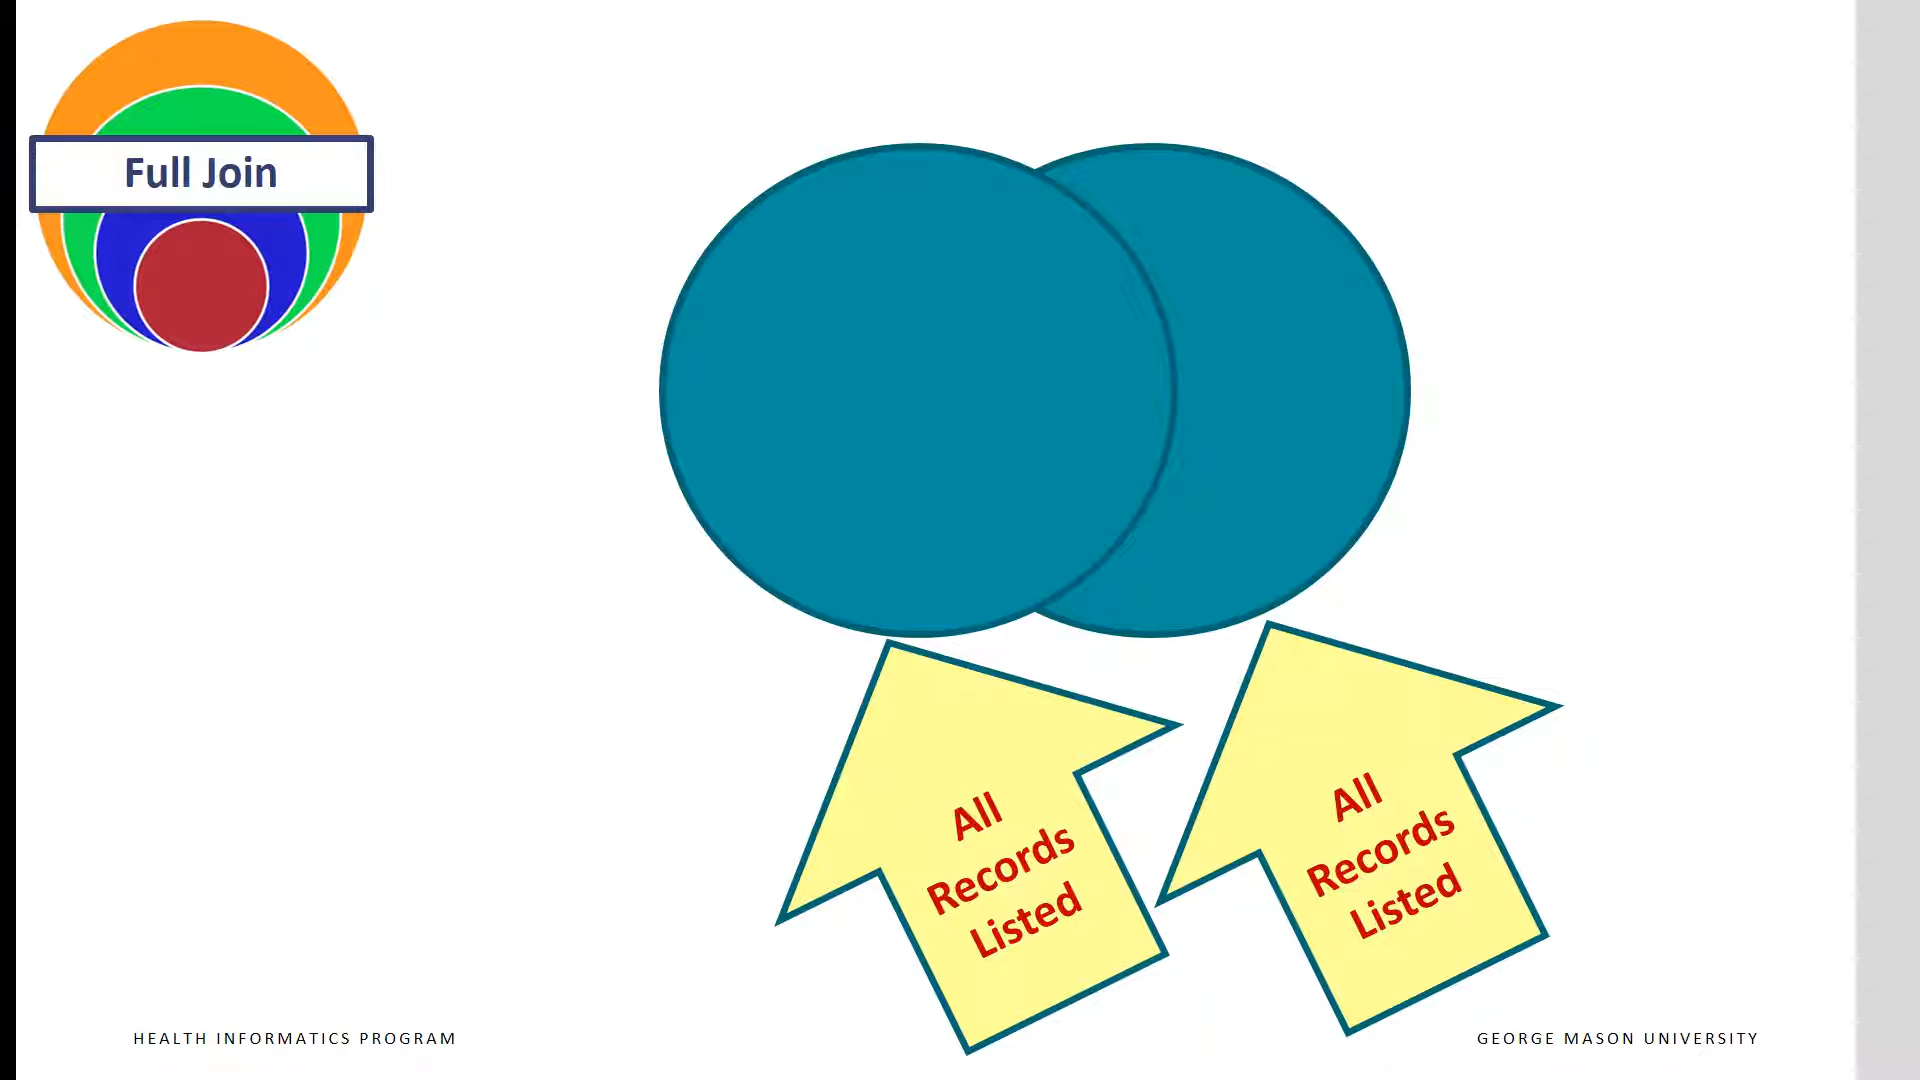 Full Join
All
Records
Listed
All
Records
Listed
HEALTH INFORMATICS PROGRAM
GEORGE MASON UNIVERSITY